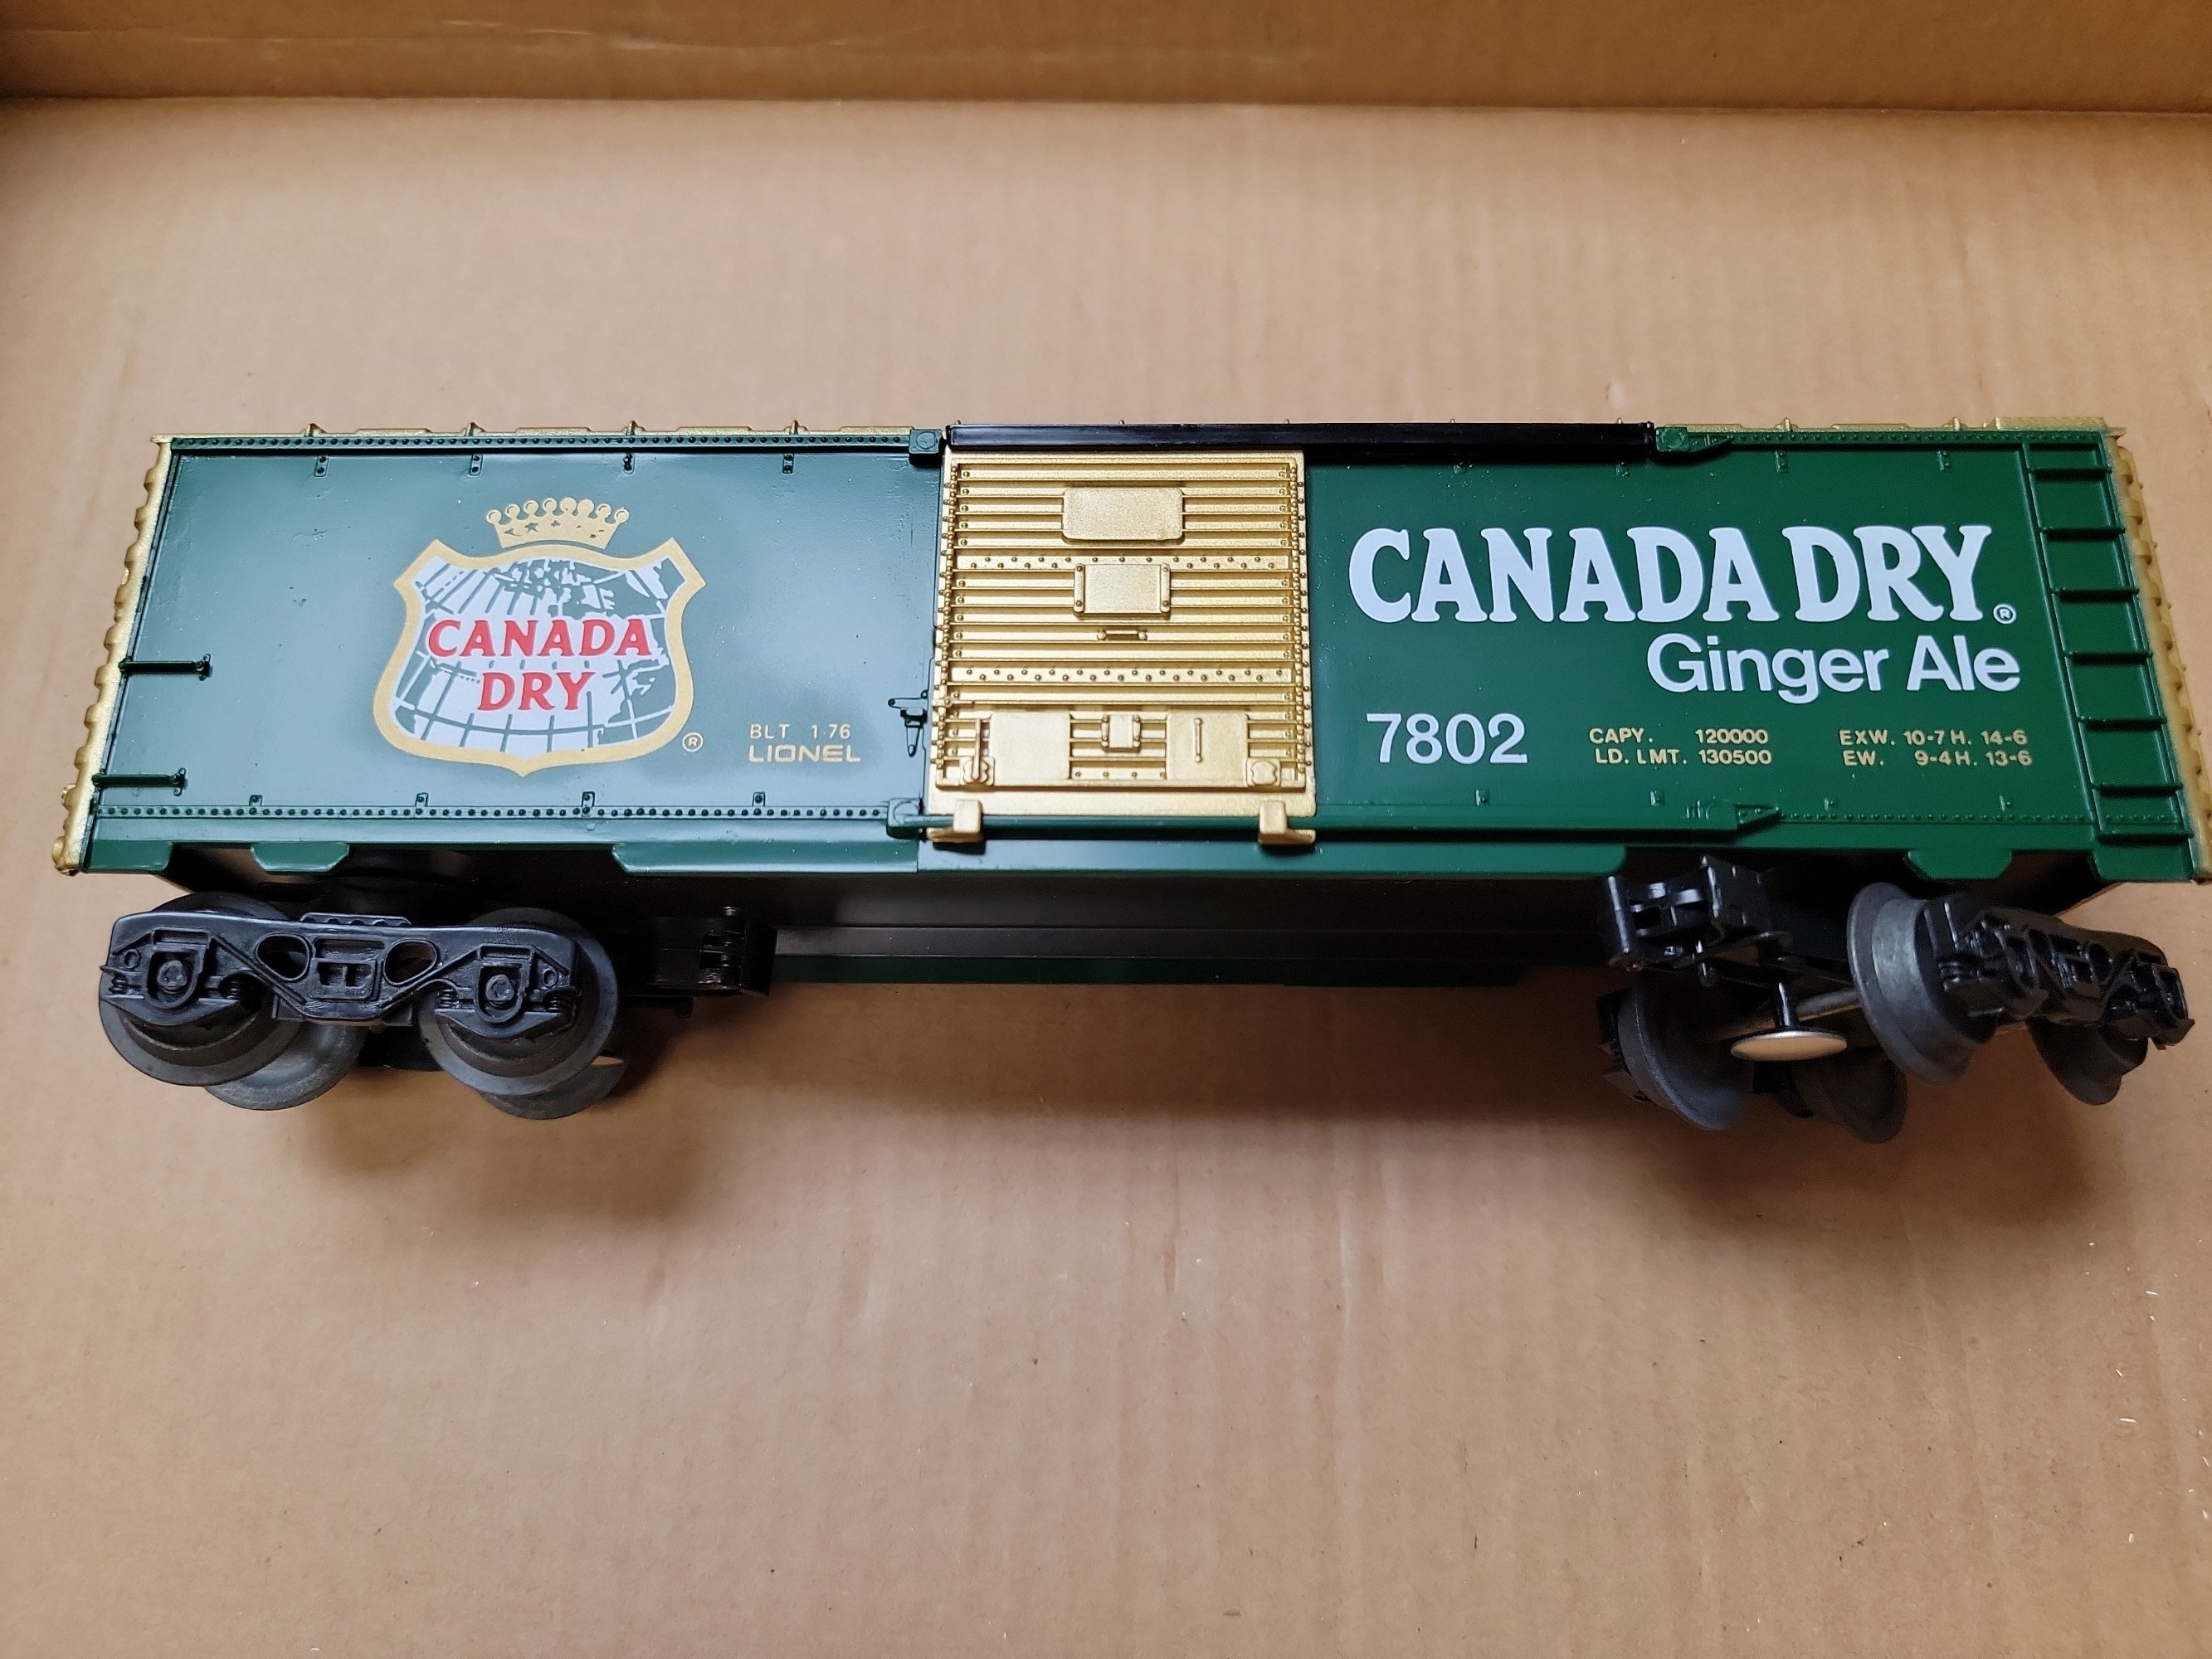 CANADA
DRY
®
BLT 1-76
LIONEL
CANADA DRY®
Ginger Ale
7802
CAPY. 120000
LD. LMT. 130500
EXW. 10-7 H. 14-6
EW. 9-4 H. 13-6